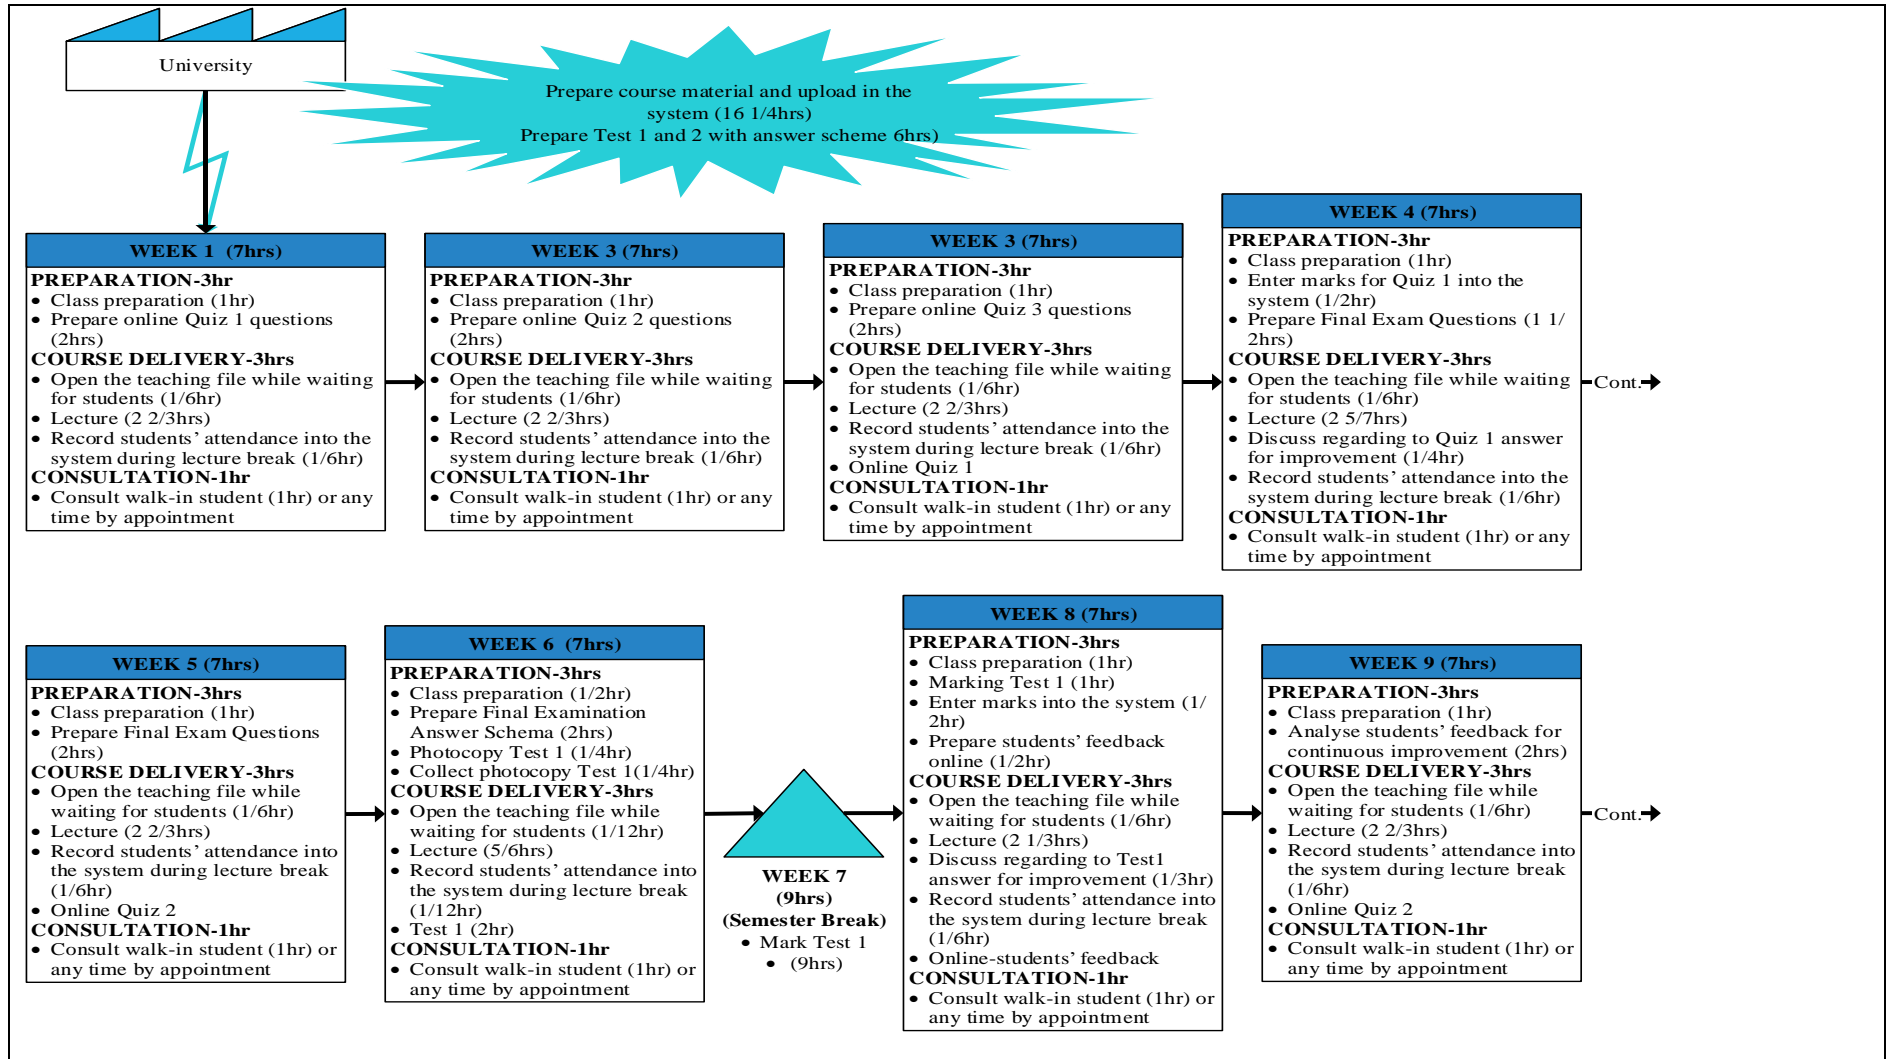 University
Prepare course material and upload in the
system (16 1/4hrs)
Prepare Test 1 and 2 with answer scheme 6hrs)
WEEK 1  (7hrs)
PREPARATION-3hr
• Class preparation (1hr)
• Prepare online Quiz 1 questions
(2hrs)
COURSE DELIVERY-3hrs
• Open the teaching file while waiting
for students (1/6hr)
• Lecture (2 2/3hrs)
• Record students’ attendance into the
system during lecture break (1/6hr)
CONSULTATION-1hr
• Consult walk-in student (1hr) or any
time by appointment
WEEK 3 (7hrs)
PREPARATION-3hr
• Class preparation (1hr)
• Prepare online Quiz 2 questions
(2hrs)
COURSE DELIVERY-3hrs
• Open the teaching file while waiting
for students (1/6hr)
• Lecture (2 2/3hrs)
• Record students’ attendance into the
system during lecture break (1/6hr)
CONSULTATION-1hr
• Consult walk-in student (1hr) or any
time by appointment
WEEK 3 (7hrs)
PREPARATION-3hr
• Class preparation (1hr)
• Prepare online Quiz 3 questions
(2hrs)
COURSE DELIVERY-3hrs
• Open the teaching file while waiting
for students (1/6hr)
• Lecture (2 2/3hrs)
• Record students’ attendance into the
system during lecture break (1/6hr)
• Online Quiz 1
CONSULTATION-1hr
• Consult walk-in student (1hr) or any
time by appointment
WEEK 4 (7hrs)
PREPARATION-3hr
• Class preparation (1hr)
• Enter marks for Quiz 1 into the
system (1/2hr)
• Prepare Final Exam Questions (1 1/
2hrs)
COURSE DELIVERY-3hrs
• Open the teaching file while waiting
for students (1/6hr)
• Lecture (2 5/7hrs)
• Discuss regarding to Quiz 1 answer
for improvement (1/4hr)
• Record students’ attendance into the
system during lecture break (1/6hr)
CONSULTATION-1hr
• Consult walk-in student (1hr) or any
time by appointment
Cont.
WEEK 5 (7hrs)
PREPARATION-3hrs
• Class preparation (1hr)
• Prepare Final Exam Questions
(2hrs)
COURSE DELIVERY-3hrs
• Open the teaching file while
waiting for students (1/6hr)
• Lecture (2 2/3hrs)
• Record students’ attendance into
the system during lecture break
(1/6hr)
• Online Quiz 2
CONSULTATION-1hr
• Consult walk-in student (1hr) or
any time by appointment
WEEK 6  (7hrs)
PREPARATION-3hrs
• Class preparation (1/2hr)
• Prepare Final Examination
Answer Schema (2hrs)
• Photocopy Test 1 (1/4hr)
• Collect photocopy Test 1(1/4hr)
COURSE DELIVERY-3hrs
• Open the teaching file while
waiting for students (1/12hr)
• Lecture (5/6hrs)
• Record students’ attendance into
the system during lecture break
(1/12hr)
• Test 1 (2hr)
CONSULTATION-1hr
• Consult walk-in student (1hr) or
any time by appointment
WEEK 7
(9hrs)
(Semester Break)
• Mark Test 1
• (9hrs)
WEEK 8 (7hrs)
PREPARATION-3hrs
• Class preparation (1hr)
• Marking Test 1 (1hr)
• Enter marks into the system (1/
2hr)
• Prepare students’ feedback
online (1/2hr)
COURSE DELIVERY-3hrs
• Open the teaching file while
waiting for students (1/6hr)
• Lecture (2 1/3hrs)
• Discuss regarding to Test1
answer for improvement (1/3hr)
• Record students’ attendance into
the system during lecture break
(1/6hr)
• Online-students’ feedback
CONSULTATION-1hr
• Consult walk-in student (1hr) or
any time by appointment
WEEK 9 (7hrs)
PREPARATION-3hrs
• Class preparation (1hr)
• Analyse students’ feedback for
continuous improvement (2hrs)
COURSE DELIVERY-3hrs
• Open the teaching file while
waiting for students (1/6hr)
• Lecture (2 2/3hrs)
• Record students’ attendance into
the system during lecture break
(1/6hr)
• Online Quiz 2
CONSULTATION-1hr
• Consult walk-in student (1hr) or
any time by appointment
Cont.